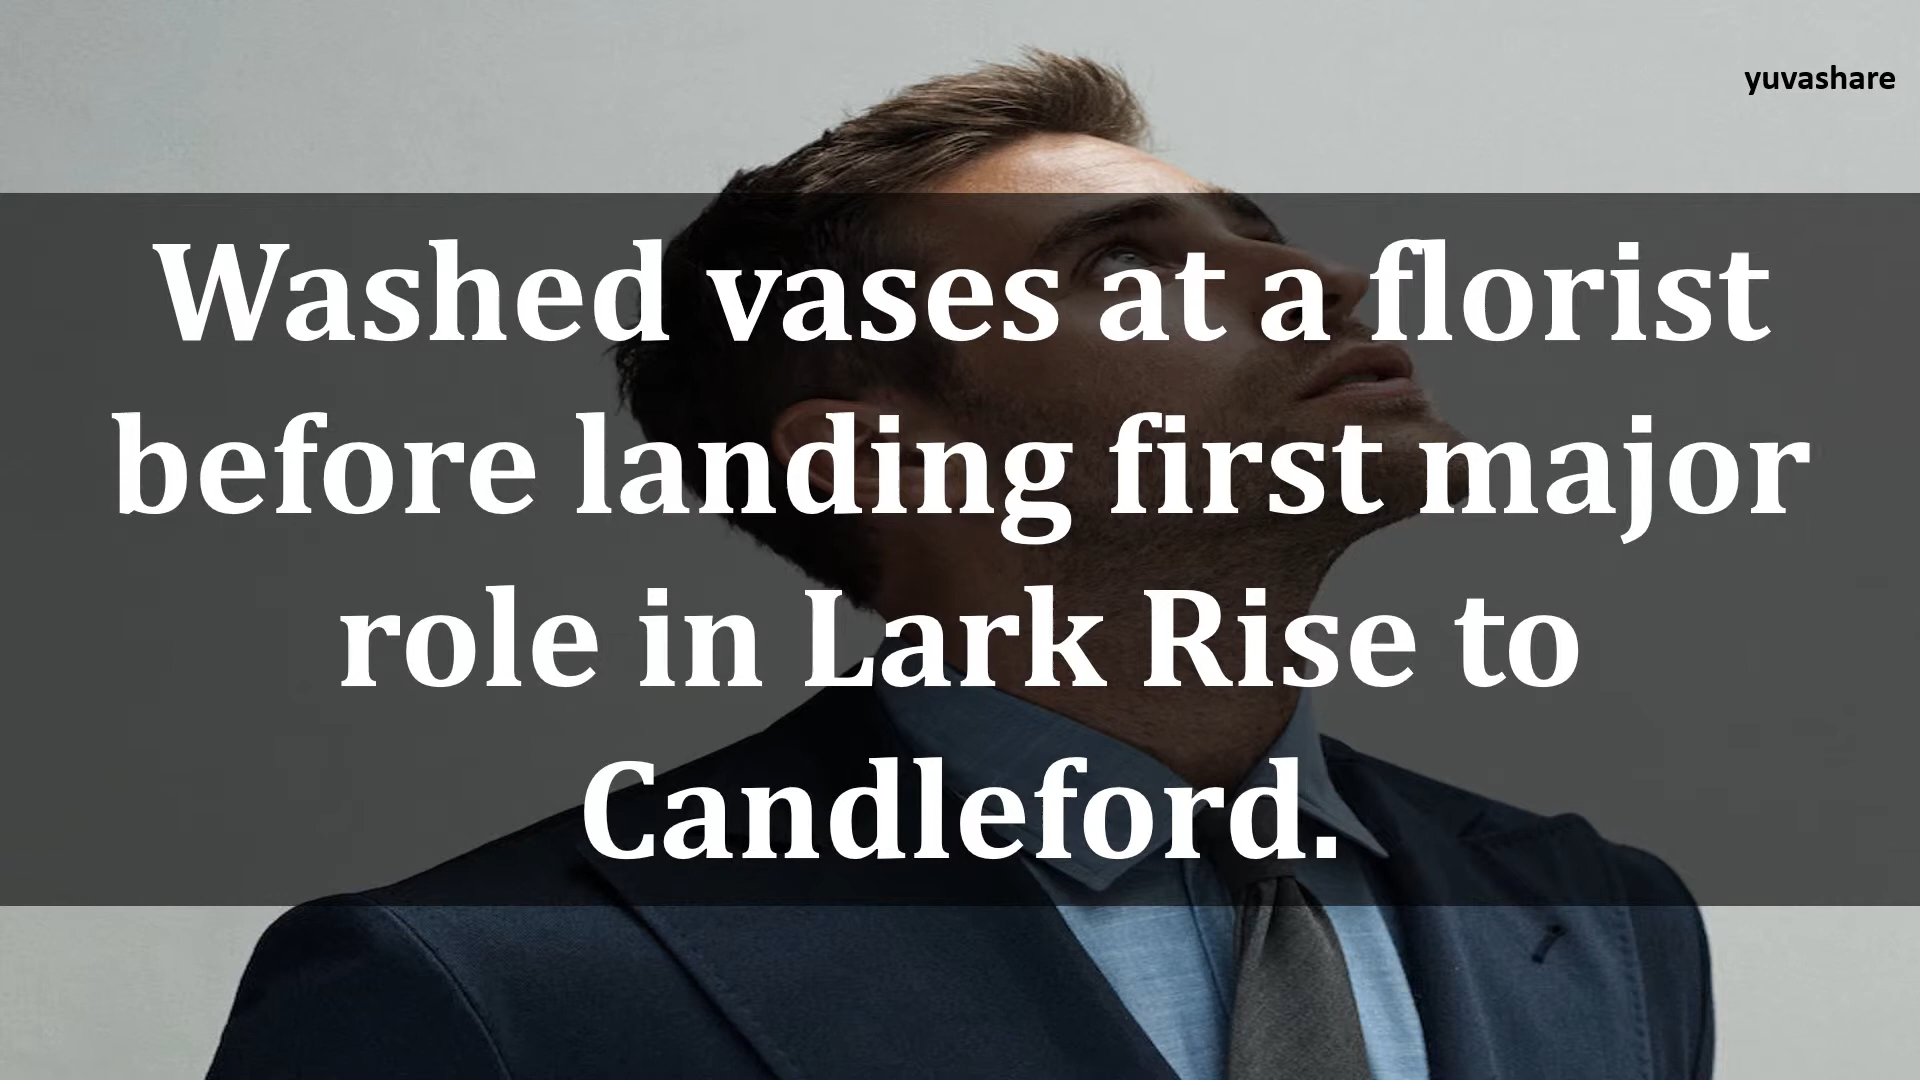 yuvashare
Washed vases at a florist
before landing first major
role in Lark Rise to
Candleford.